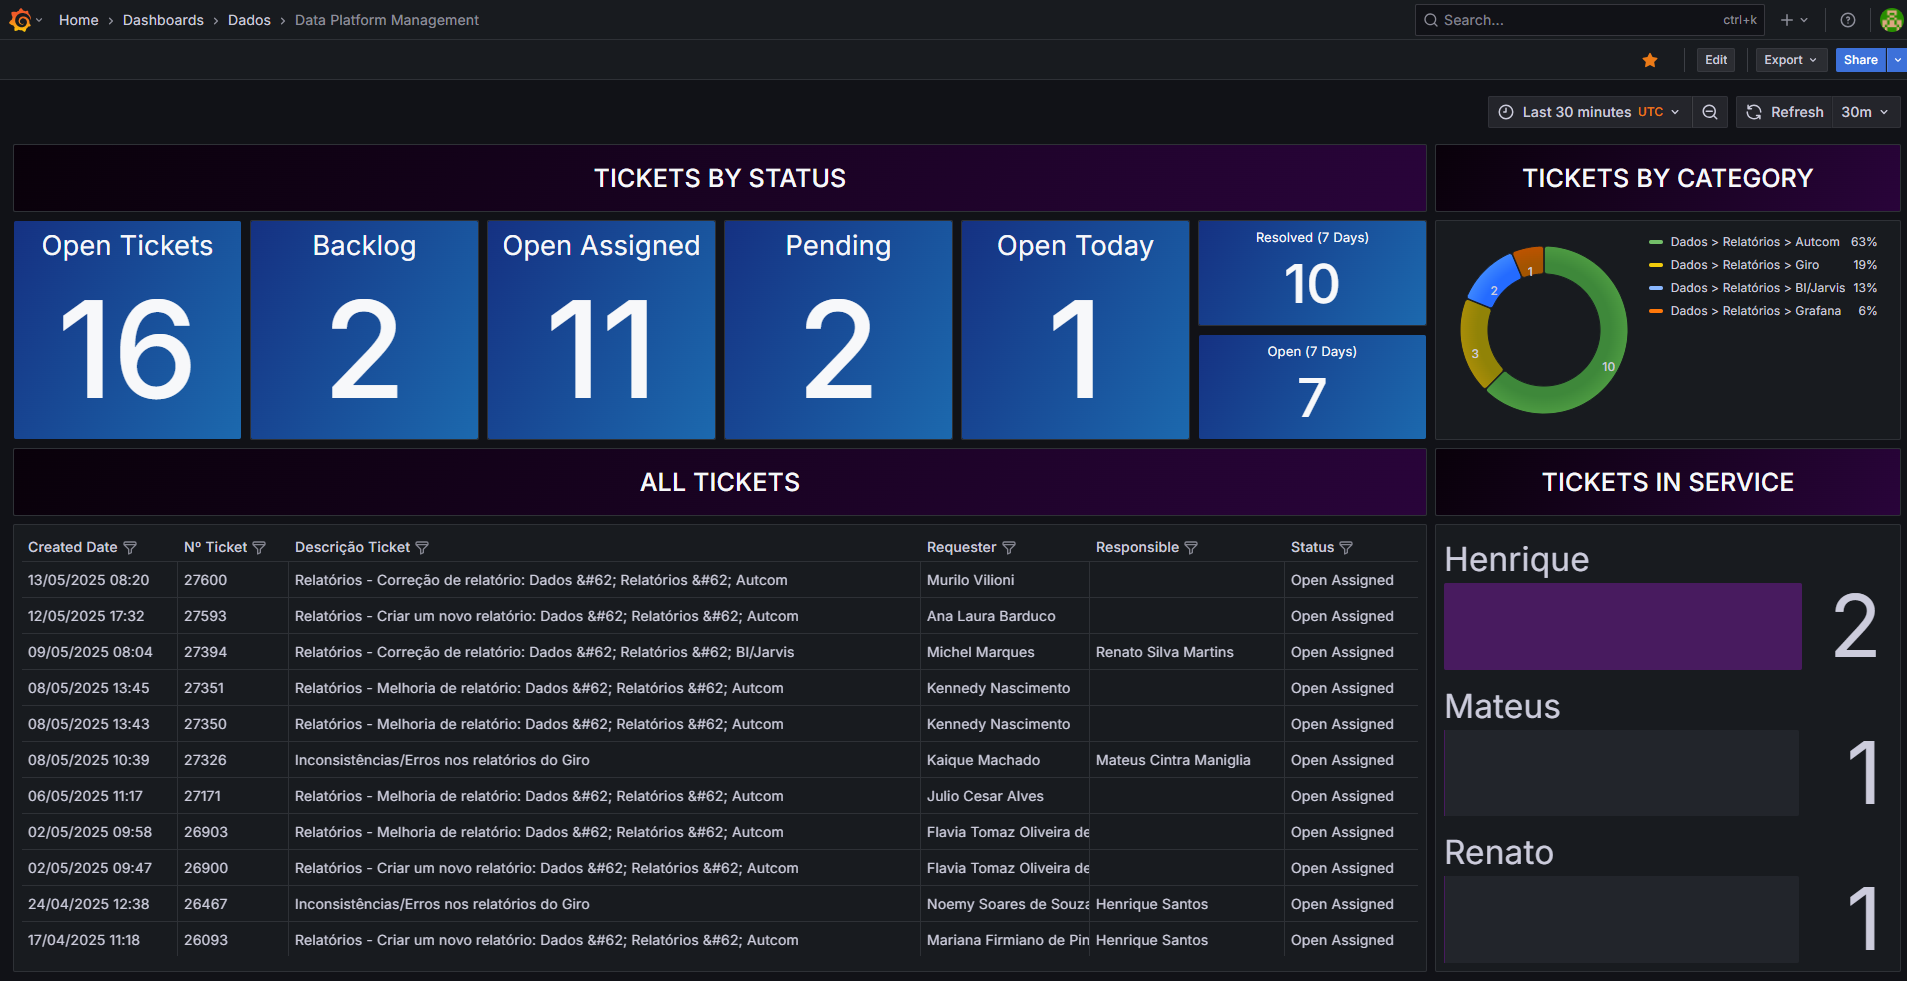 Home > Dashboards > Dados > Data Platform Management
Search... ctrl+k
Edit Export Share
Last 30 minutes UTC Refresh 30m
TICKETS BY STATUS
TICKETS BY CATEGORY
Open Tickets
16
Backlog
2
Open Assigned
11
Pending
2
Open Today
1
Resolved (7 Days)
10
Open (7 Days)
7
1
2
3
10
Dados > Relatórios > Autcom 63%
Dados > Relatórios > Giro 19%
Dados > Relatórios > BI/Jarvis 13%
Dados > Relatórios > Grafana 6%
ALL TICKETS
Created Date Nº Ticket Descrição Ticket Requester Responsible Status
13/05/2025 08:20 27600 Relatórios - Correção de relatório: Dados &#62; Relatórios &#62; Autcom Murilo Vilioni Open Assigned
12/05/2025 17:32 27593 Relatórios - Criar um novo relatório: Dados &#62; Relatórios &#62; Autcom Ana Laura Barduco Open Assigned
09/05/2025 08:04 27394 Relatórios - Correção de relatório: Dados &#62; Relatórios &#62; BI/Jarvis Michel Marques Renato Silva Martins Open Assigned
08/05/2025 13:45 27351 Relatórios - Melhoria de relatório: Dados &#62; Relatórios &#62; Autcom Kennedy Nascimento Open Assigned
08/05/2025 13:43 27350 Relatórios - Melhoria de relatório: Dados &#62; Relatórios &#62; Autcom Kennedy Nascimento Open Assigned
08/05/2025 10:39 27326 Inconsistências/Erros nos relatórios do Giro Kaique Machado Mateus Cintra Maniglia Open Assigned
06/05/2025 11:17 27171 Relatórios - Melhoria de relatório: Dados &#62; Relatórios &#62; Autcom Julio Cesar Alves Open Assigned
02/05/2025 09:58 26903 Relatórios - Melhoria de relatório: Dados &#62; Relatórios &#62; Autcom Flavia Tomaz Oliveira de Open Assigned
02/05/2025 09:47 26900 Relatórios - Criar um novo relatório: Dados &#62; Relatórios &#62; Autcom Flavia Tomaz Oliveira de Open Assigned
24/04/2025 12:38 26467 Inconsistências/Erros nos relatórios do Giro Noemy Soares de Souza Henrique Santos Open Assigned
17/04/2025 11:18 26093 Relatórios - Criar um novo relatório: Dados &#62; Relatórios &#62; Autcom Mariana Firmiano de Pin Henrique Santos Open Assigned
TICKETS IN SERVICE
Henrique
2
Mateus
1
Renato
1